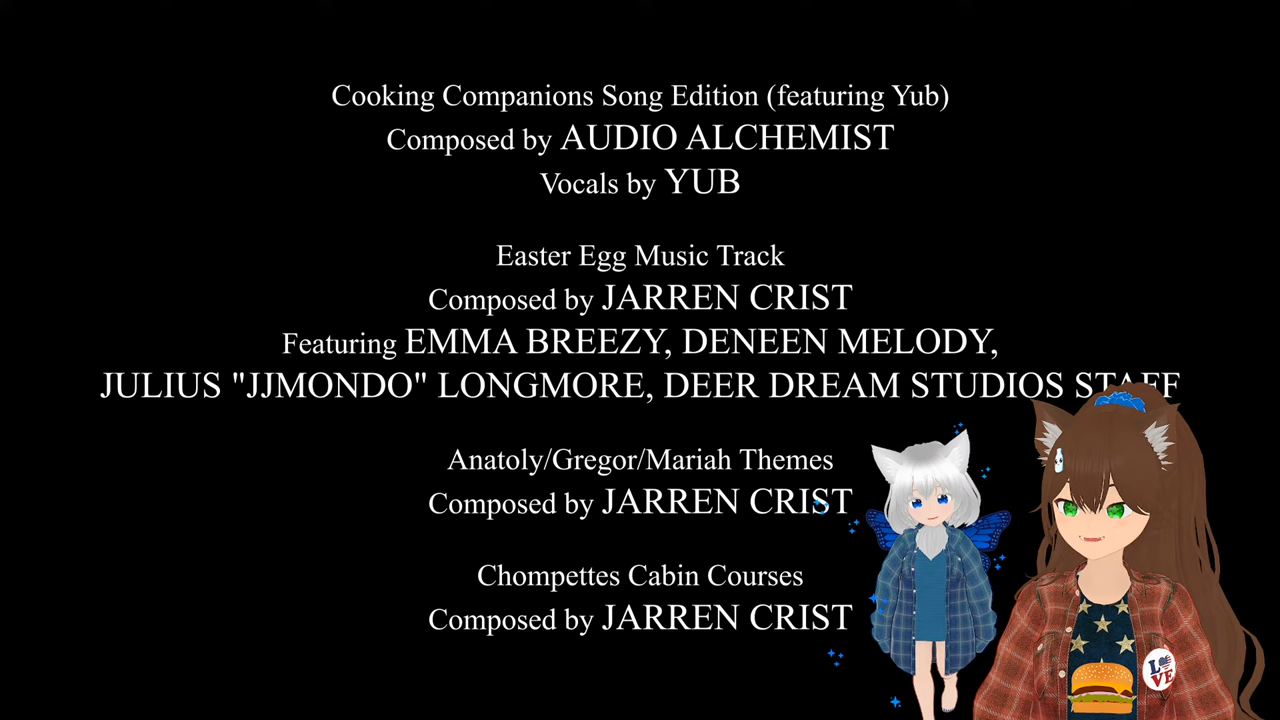 Cooking Companions Song Edition (featuring Yub)
Composed by AUDIO ALCHEMIST
Vocals by YUB
Easter Egg Music Track
Composed by JARREN CRIST
Featuring EMMA BREEZY, DENEEN MELODY,
JULIUS "JJMONDO" LONGMORE, DEER DREAM STUDIOS STAFF
Anatoly/Gregor/Mariah Themes
Composed by JARREN CRIST
Chompettes Cabin Courses
Composed by JARREN CRIST
LOVE